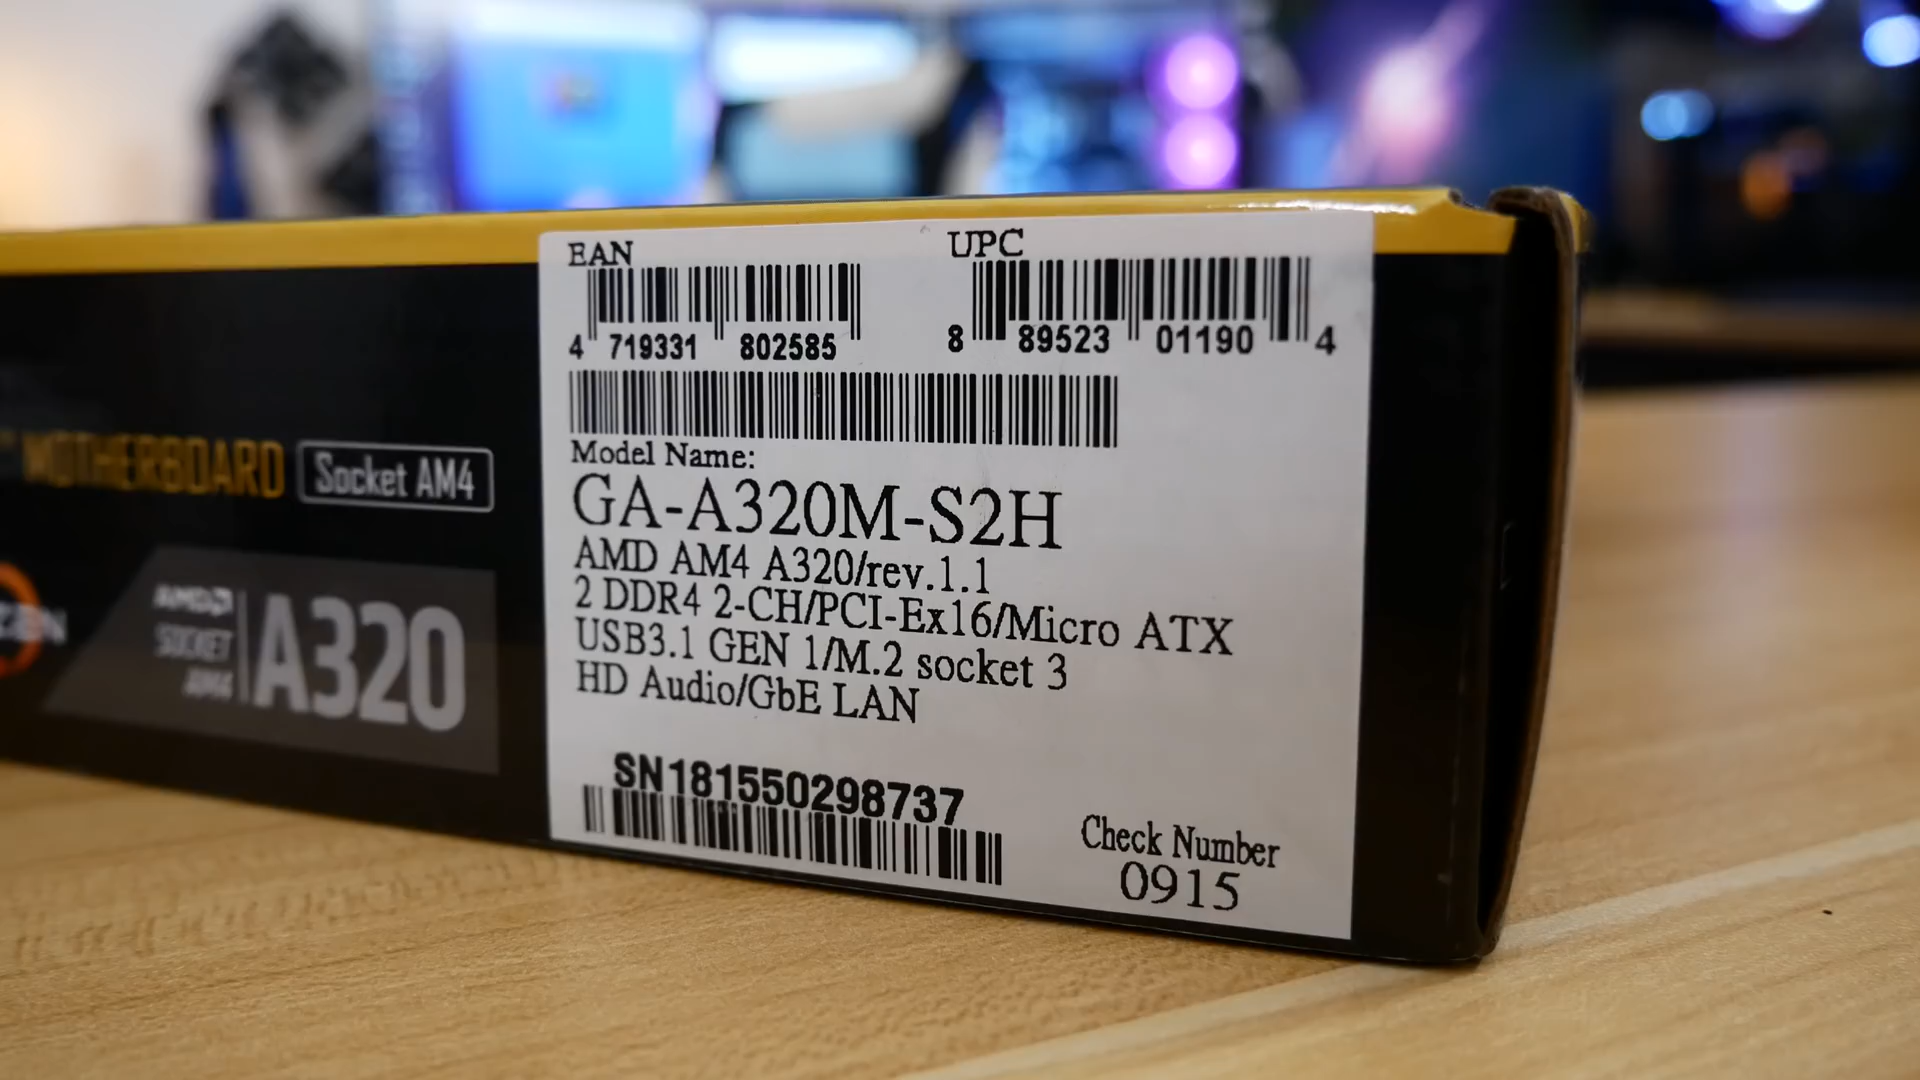 EAN
UPC
4 719331 802585
8 89523 01190 4
Model Name:
GA-A320M-S2H
AMD AM4 A320/rev.1.1
2 DDR4 2-CH/PCI-Ex16/Micro ATX
USB3.1 GEN 1/M.2 socket 3
HD Audio/GbE LAN
SN181550298737
Check Number
0915
MOTHERBOARD
Socket AM4
AMD
SOCKET
AM4
A320